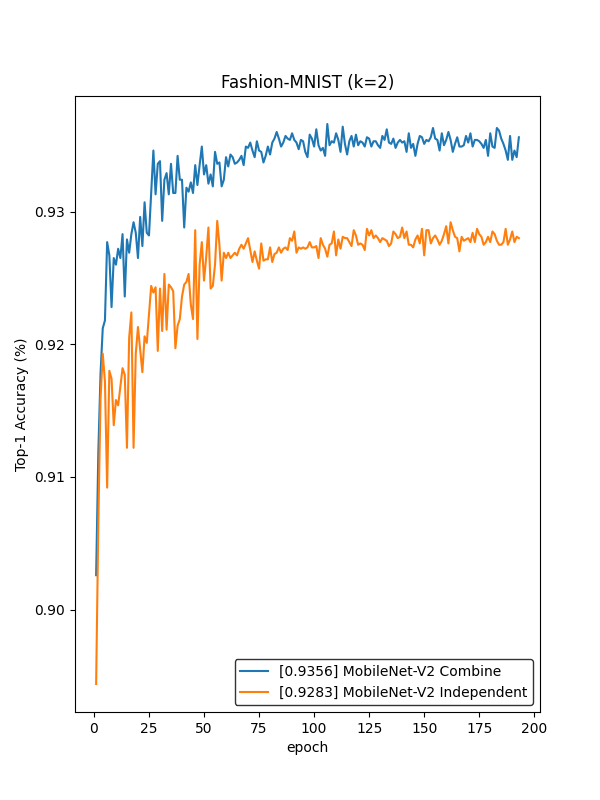 Fashion-MNIST (k=2)
Top-1 Accuracy (%)
0.93
0.92
0.91
0.90
[0.9356] MobileNet-V2 Combine
[0.9283] MobileNet-V2 Independent
0 25 50 75 100 125 150 175 200
epoch